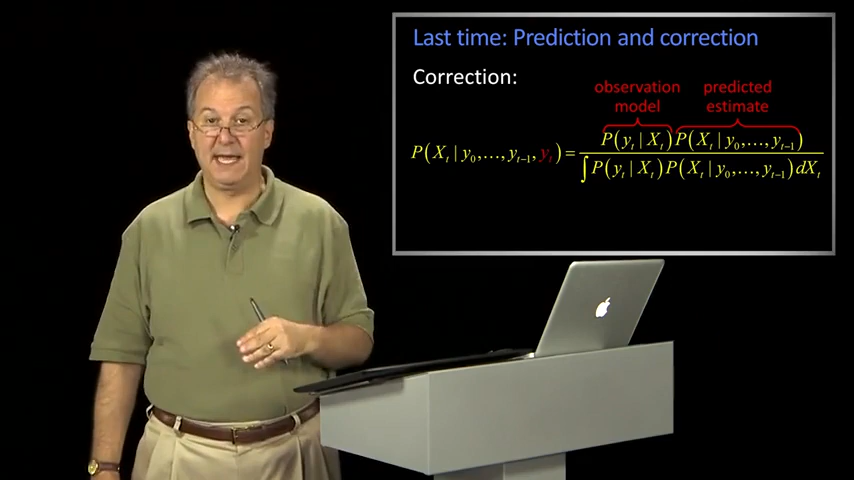 Last time: Prediction and correction
Correction:
observation model
predicted estimate
P(X_t | y_0,…,y_{t−1}, y_t) = P(y_t | X_t) P(X_t | y_0,…,y_{t−1}) / ∫ P(y_t | X_t) P(X_t | y_0,…,y_{t−1}) dX_t